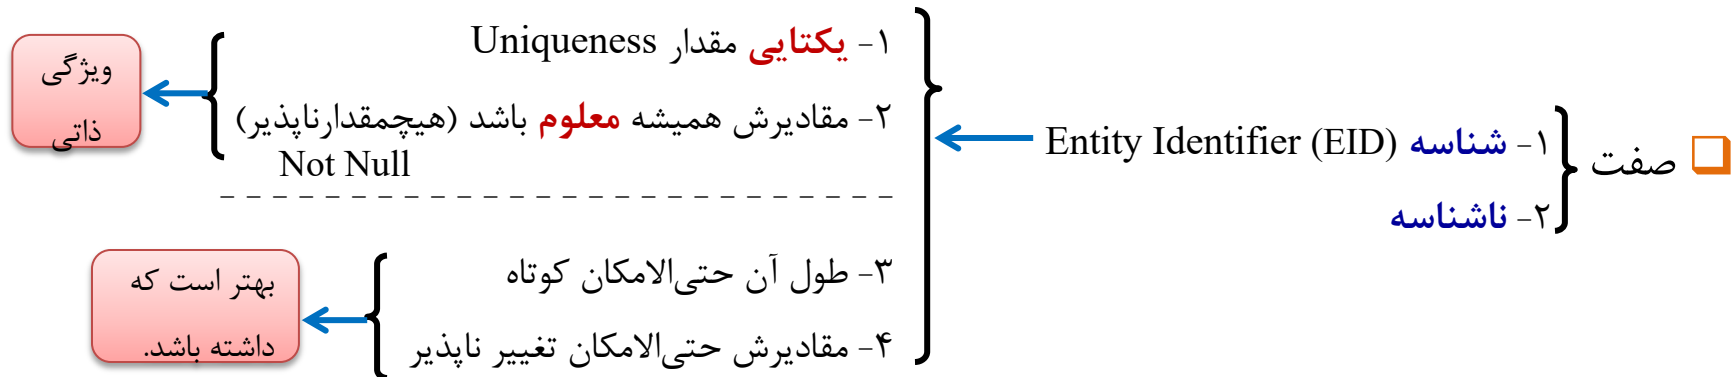 صفت
۱- شناسه Entity Identifier (EID)
۲- ناشناسه
۱- یکتایی مقدار Uniqueness
۲- مقادیرش همیشه معلوم باشد (هیچمقدارناپذیر)
Not Null
ویژگی
ذاتی
۳- طول آن حتی‌الامکان کوتاه
۴- مقادیرش حتی‌الامکان تغییر ناپذیر
بهتر است که
داشته باشد.